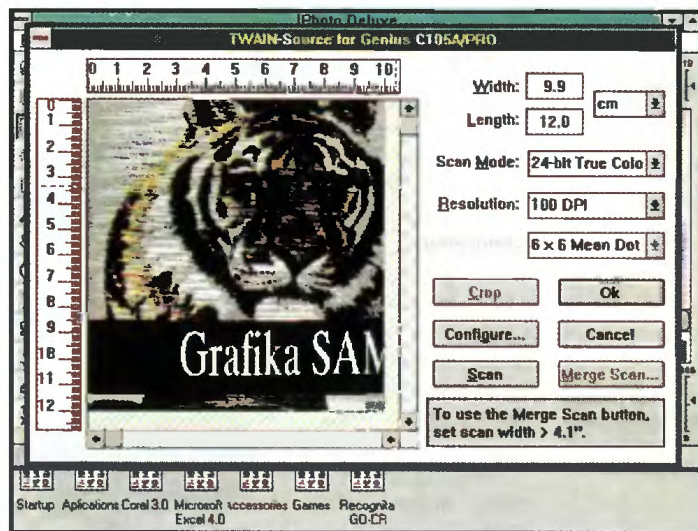 IPhoto Deluxe
TWAIN-Source for Genius C105A/PRO
0 1 2 3 4 5 6 7 8 9 10
0
1
2
3
4
5
6
7
8
9
10
11
12
Width: 9.9 cm
Length: 12.0
Scan Mode: 24-bit True Colo
Resolution: 100 DPI
6 x 6 Mean Dot
Crop Ok
Configure... Cancel
Scan Merge Scan...
To use the Merge Scan button,
set scan width > 4.1".
Grafika SAM
Startup Aplications Corel 3.0 Microsoft Excel 4.0 Accessories Games Recognita GO-CR